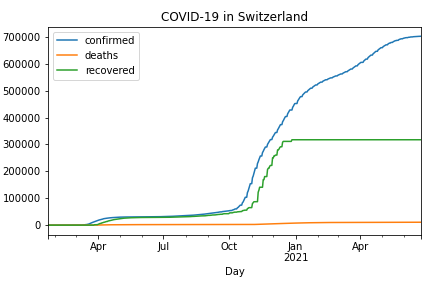 COVID-19 in Switzerland
confirmed
deaths
recovered
700000
600000
500000
400000
300000
200000
100000
0
Apr Jul Oct Jan Apr
2021
Day